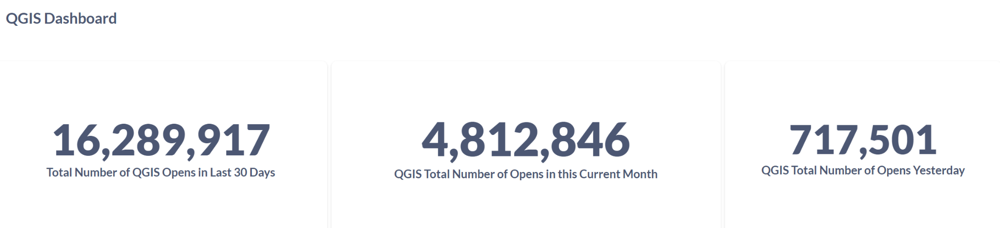 QGIS Dashboard
16,289,917
Total Number of QGIS Opens in Last 30 Days
4,812,846
QGIS Total Number of Opens in this Current Month
717,501
QGIS Total Number of Opens Yesterday